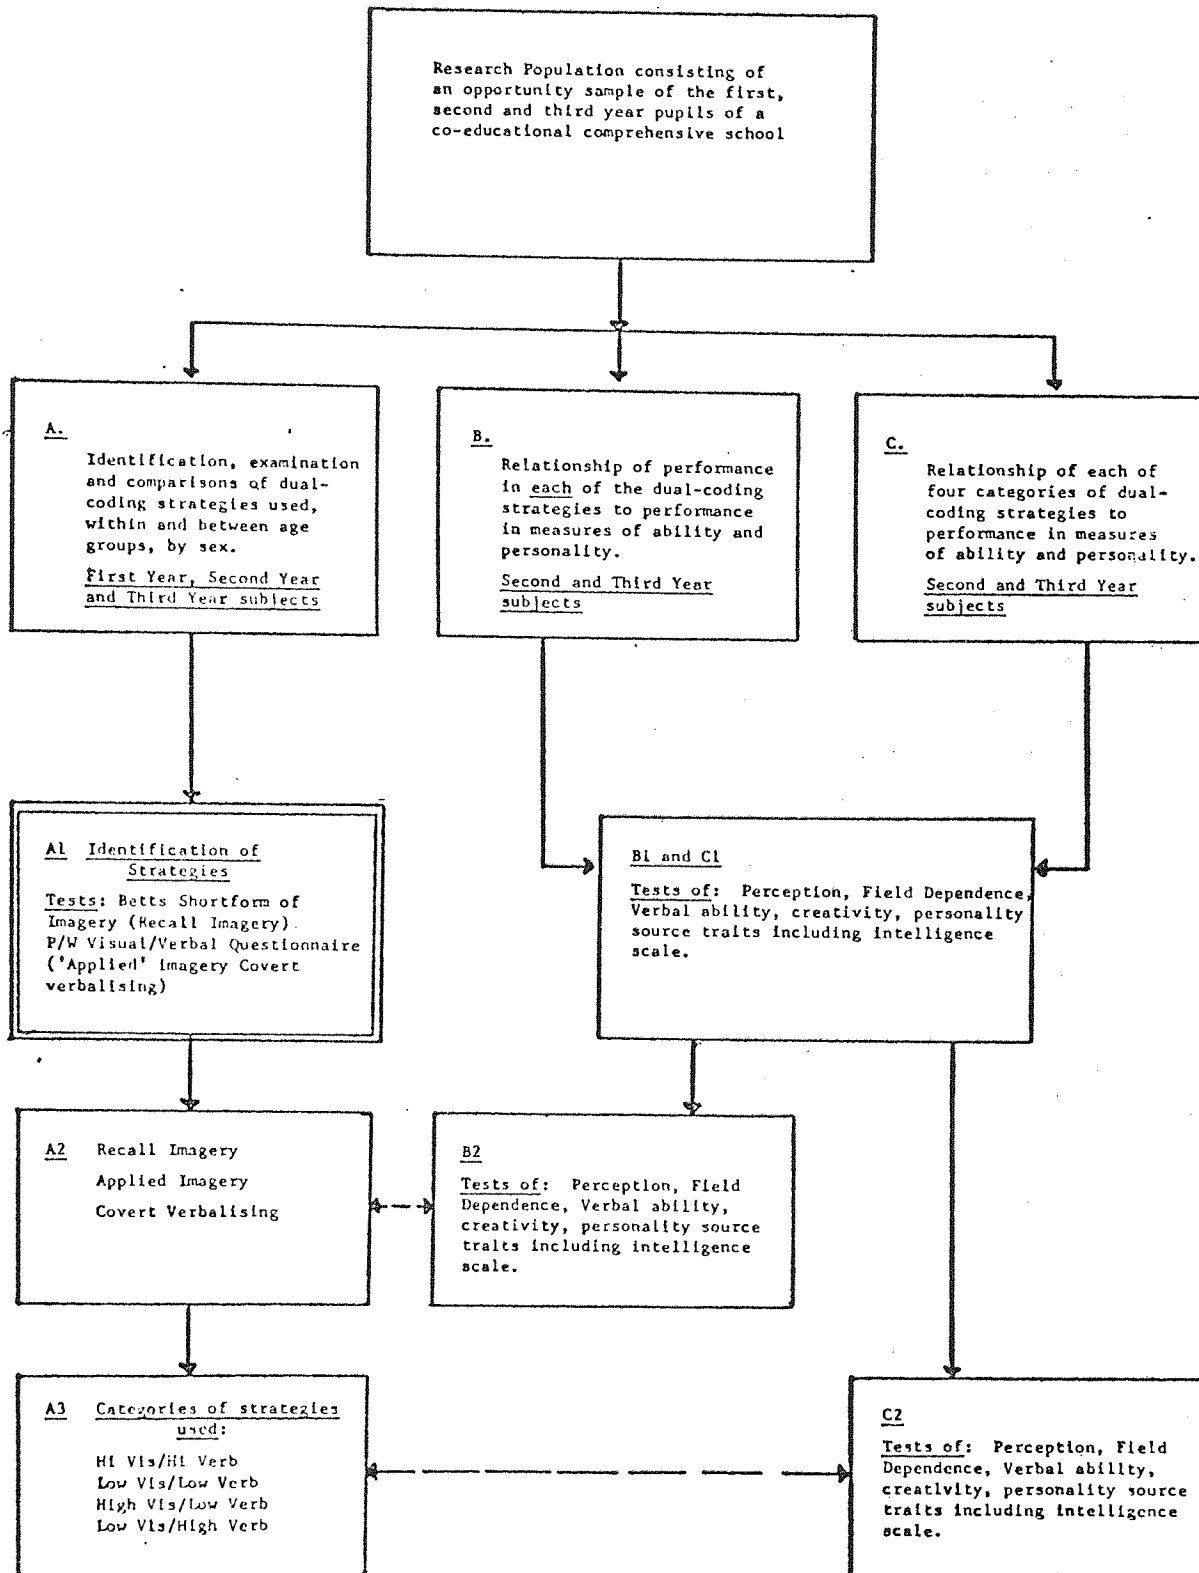 Research Population consisting of
an opportunity sample of the first,
second and third year pupils of a
co-educational comprehensive school
A.
Identification, examination
and comparisons of dual-
coding strategies used,
within and between age
groups, by sex.
First Year, Second Year
and Third Year subjects
B.
Relationship of performance
in each of the dual-coding
strategies to performance
in measures of ability and
personality.
Second and Third Year
subjects
C.
Relationship of each of
four categories of dual-
coding strategies to
performance in measures
of ability and personality.
Second and Third Year
subjects
A1 Identification of
Strategies
Tests: Betts Shortform of
Imagery (Recall Imagery).
P/W Visual/Verbal Questionnaire
('Applied' Imagery Covert
verbalising)
B1 and C1
Tests of: Perception, Field Dependence,
Verbal ability, creativity, personality
source traits including intelligence
scale.
A2 Recall Imagery
Applied Imagery
Covert Verbalising
B2
Tests of: Perception, Field
Dependence, Verbal ability,
creativity, personality source
traits including intelligence
scale.
A3 Categories of strategies
used:
Hi Vis/Hi Verb
Low Vis/Low Verb
High Vis/Low Verb
Low Vis/High Verb
C2
Tests of: Perception, Field
Dependence, Verbal ability,
creativity, personality source
traits including intelligence
scale.